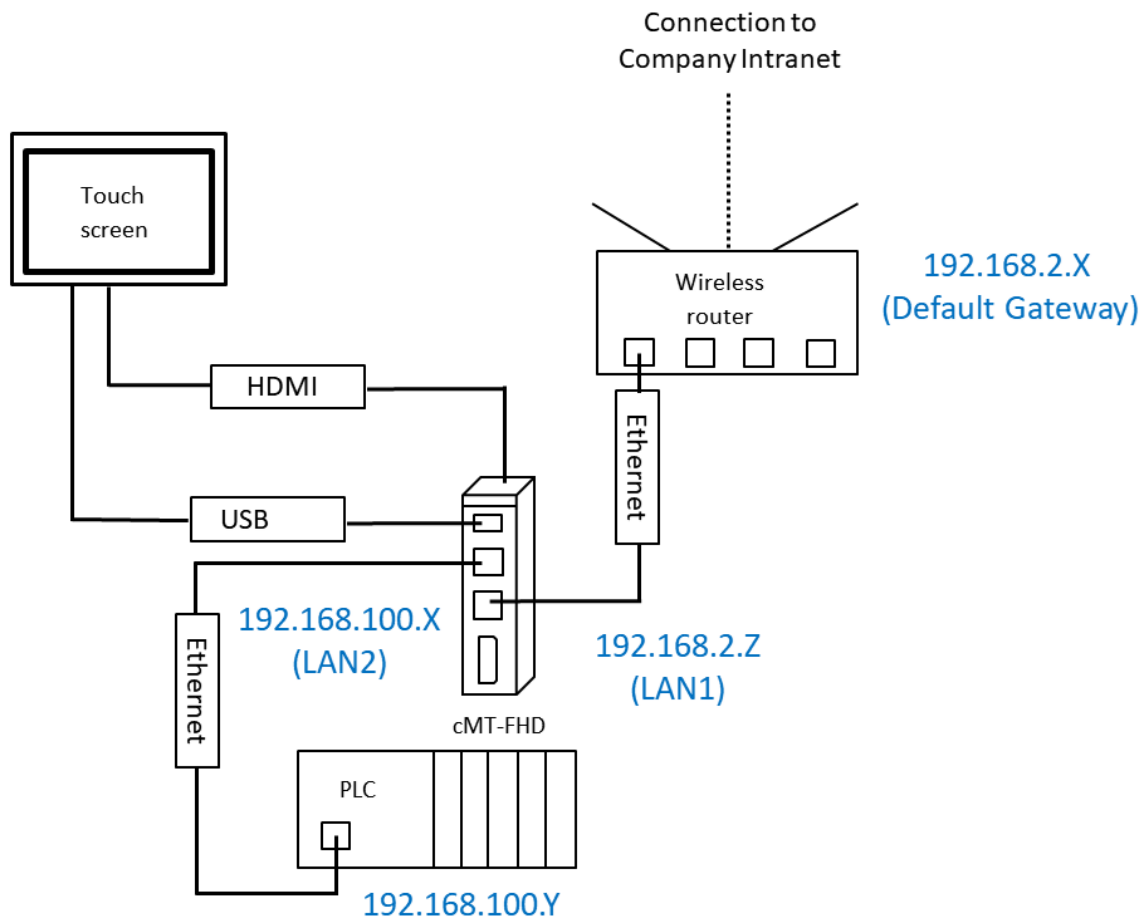 Connection to
Company Intranet
Touch
screen
Wireless
router
192.168.2.X
(Default Gateway)
HDMI
Ethernet
USB
192.168.100.X
(LAN2)
192.168.2.Z
(LAN1)
Ethernet
cMT-FHD
PLC
192.168.100.Y